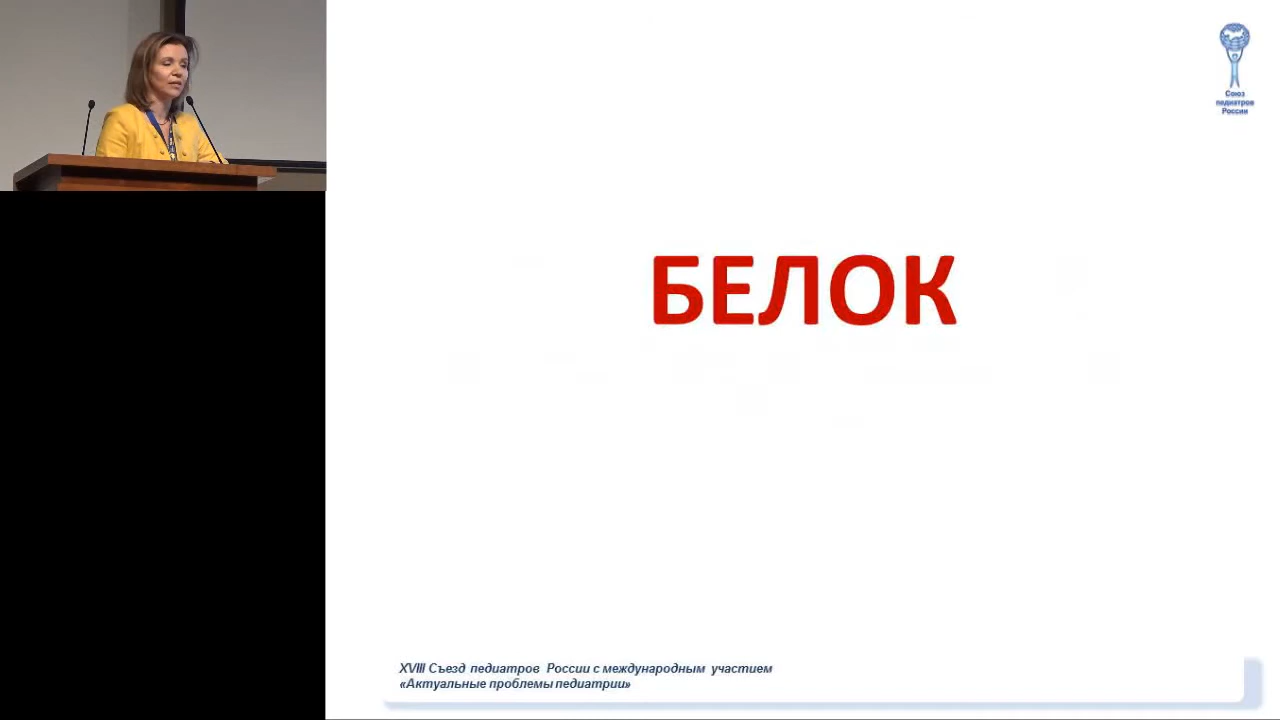 Союз
педиатров
России
БЕЛОК
XVIII Съезд педиатров России с международным участием
«Актуальные проблемы педиатрии»